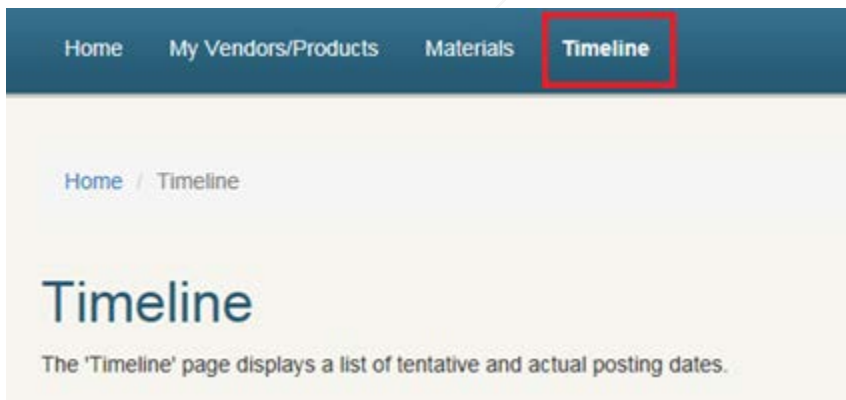 Home My Vendors/Products Materials Timeline
Home / Timeline
Timeline
The 'Timeline' page displays a list of tentative and actual posting dates.